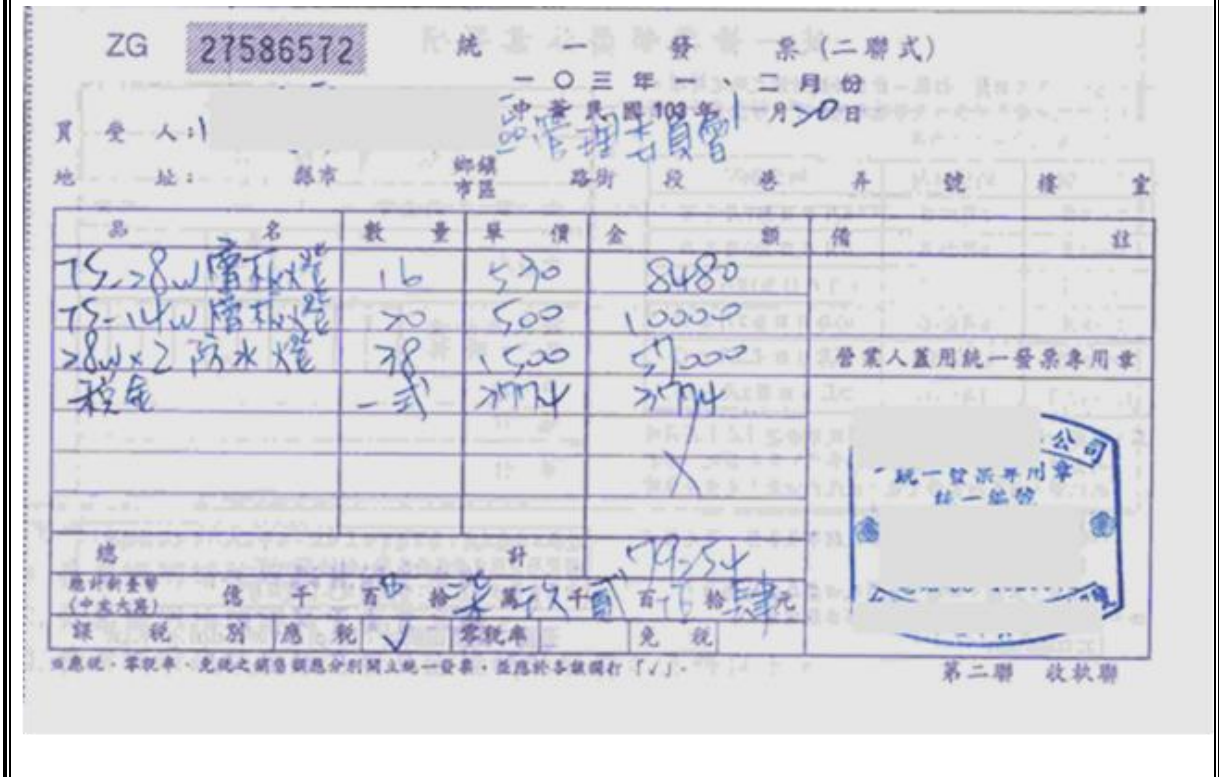 ZG 27586572 統一發票(二聯式)
一〇三年一、二月份
中華民國103年1月20日
買受人:
區管理委員會
地址: 縣市 鄉鎮市區 路街 段 巷 弄 號 樓 室
品名 數量 單價 金額 備註
T5-28W層板燈 16 530 8480
T5-14W層板燈 20 500 10000
28W×2防水燈 38 1500 57000
營業人蓋用統一發票專用章
稅金 一式 3774 3774
公司
統一發票專用章
統一編號
總計 79254
總計新臺幣(中文大寫) 億 千 百 拾柒萬玖千貳百伍拾肆元
課稅別 應稅 ✓ 零稅率 免稅
※應稅、零稅率、免稅之銷售額應分別開立統一發票,並應於各該欄打「✓」。
第二聯 收執聯